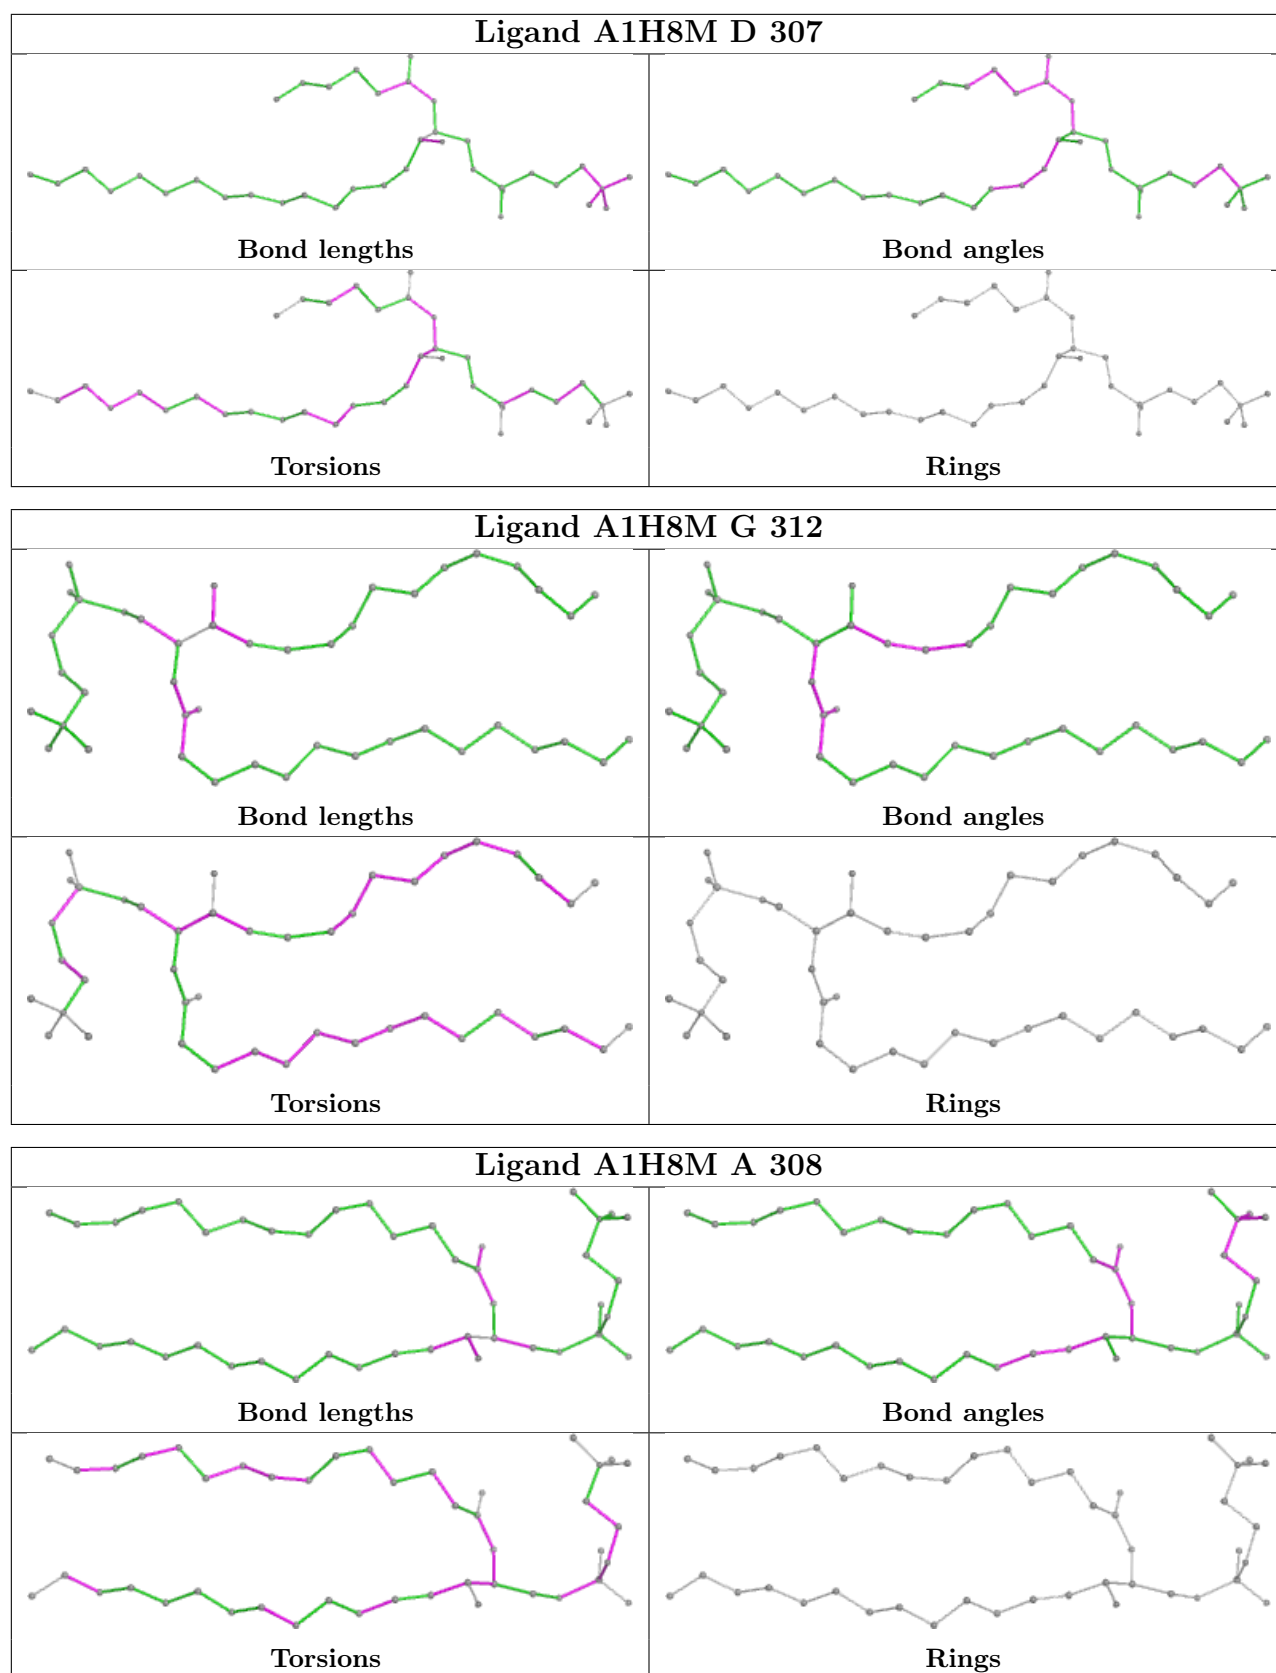 Ligand A1H8M D 307
Bond lengths
Bond angles
Torsions
Rings
Ligand A1H8M G 312
Bond lengths
Bond angles
Torsions
Rings
Ligand A1H8M A 308
Bond lengths
Bond angles
Torsions
Rings